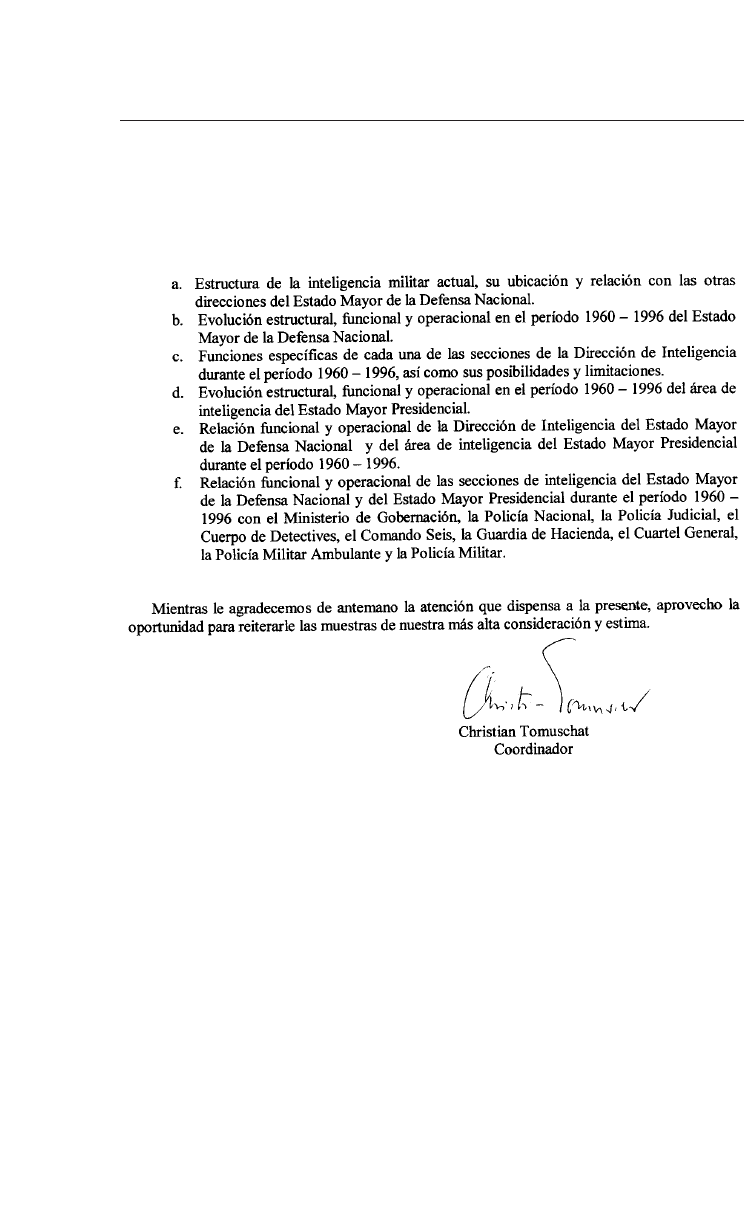 a. Estructura de la inteligencia militar actual, su ubicación y relación con las otras
direcciones del Estado Mayor de la Defensa Nacional.
b. Evolución estructural, funcional y operacional en el período 1960 – 1996 del Estado
Mayor de la Defensa Nacional.
c. Funciones específicas de cada una de las secciones de la Dirección de Inteligencia
durante el período 1960 – 1996, así como sus posibilidades y limitaciones.
d. Evolución estructural, funcional y operacional en el período 1960 – 1996 del área de
inteligencia del Estado Mayor Presidencial.
e. Relación funcional y operacional de la Dirección de Inteligencia del Estado Mayor
de la Defensa Nacional y del área de inteligencia del Estado Mayor Presidencial
durante el período 1960 – 1996.
f. Relación funcional y operacional de las secciones de inteligencia del Estado Mayor
de la Defensa Nacional y del Estado Mayor Presidencial durante el período 1960 –
1996 con el Ministerio de Gobernación, la Policía Nacional, la Policía Judicial, el
Cuerpo de Detectives, el Comando Seis, la Guardia de Hacienda, el Cuartel General,
la Policía Militar Ambulante y la Policía Militar.
Mientras le agradecemos de antemano la atención que dispensa a la presente, aprovecho la
oportunidad para reiterarle las muestras de nuestra más alta consideración y estima.
Christian Tomuschat
Coordinador